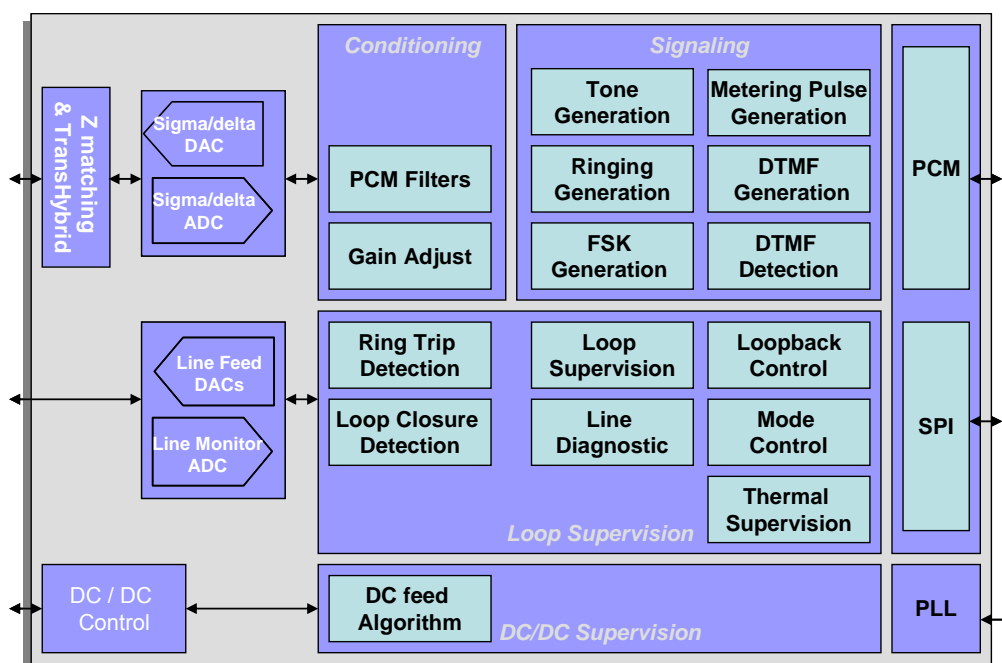 Conditioning
Signaling
Tone
Generation
Metering Pulse
Generation
Z matching
& TransHybrid
Sigma/delta
DAC
Sigma/delta
ADC
PCM Filters
Ringing
Generation
DTMF
Generation
PCM
Gain Adjust
FSK
Generation
DTMF
Detection
Line Feed
DACs
Line Monitor
ADC
Ring Trip
Detection
Loop
Supervision
Loopback
Control
Loop Closure
Detection
Line
Diagnostic
Mode
Control
SPI
Thermal
Supervision
Loop Supervision
DC / DC
Control
DC feed
Algorithm
DC/DC Supervision
PLL